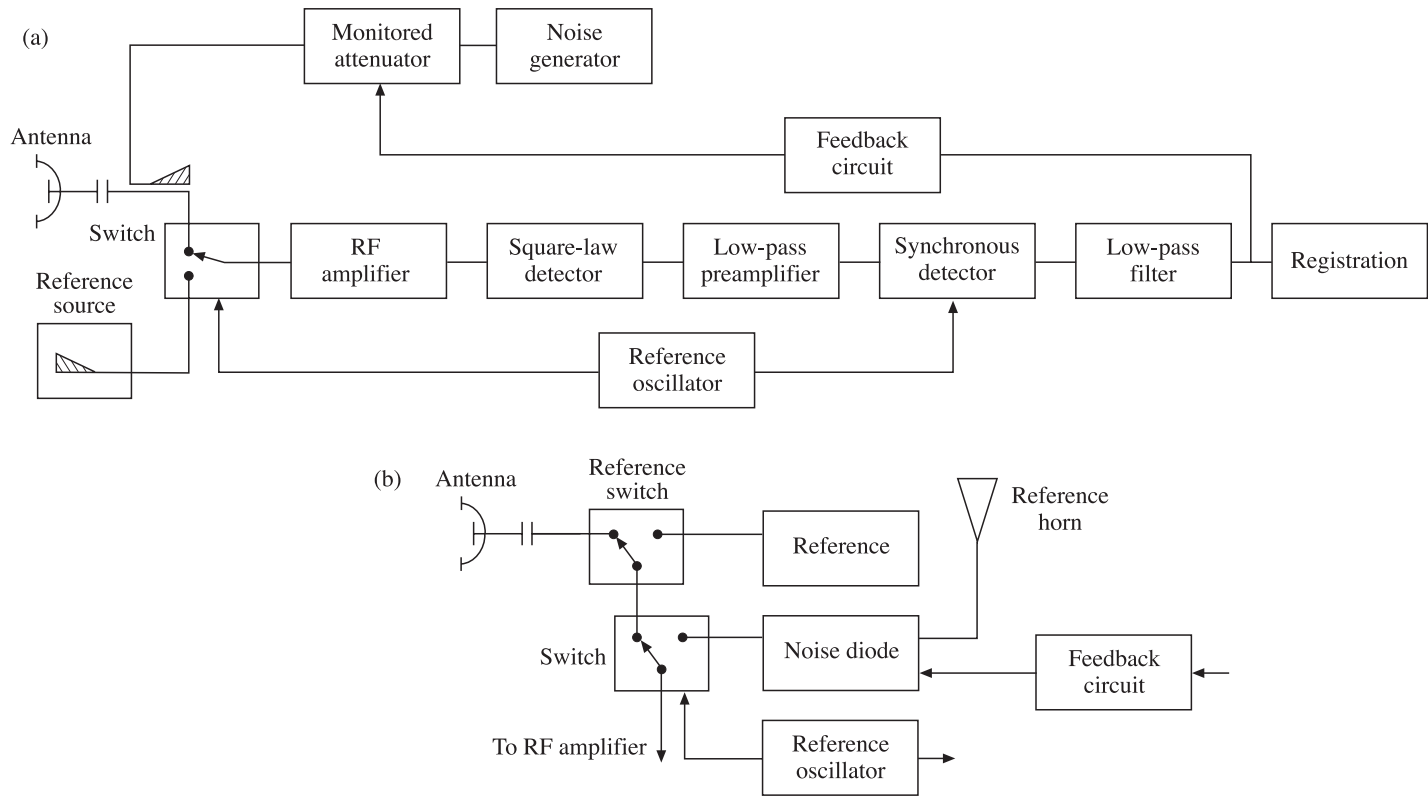 (a)
Monitored
attenuator
Noise
generator
Antenna
Feedback
circuit
Switch
RF
amplifier
Square-law
detector
Low-pass
preamplifier
Synchronous
detector
Low-pass
filter
Registration
Reference
source
Reference
oscillator
(b)
Antenna
Reference
switch
Reference
Reference
horn
Switch
Noise diode
Feedback
circuit
To RF amplifier
Reference
oscillator